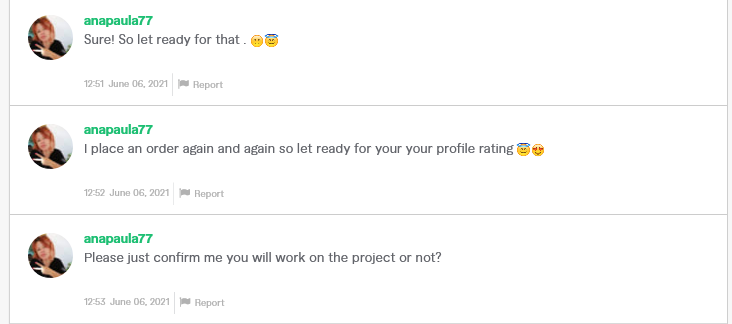 anapaula77
Sure! So let ready for that . 🤫😇
12:51 June 06, 2021 Report
anapaula77
I place an order again and again so let ready for your your profile rating 😇😍
12:52 June 06, 2021 Report
anapaula77
Please just confirm me you will work on the project or not?
12:53 June 06, 2021 Report